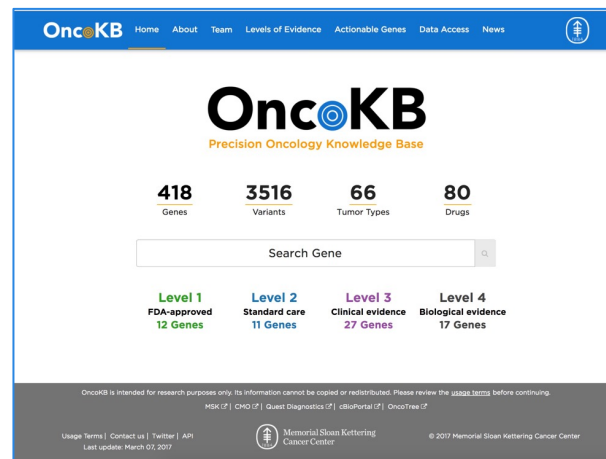 OncoKB Home About Team Levels of Evidence Actionable Genes Data Access News
OncoKB
Precision Oncology Knowledge Base
418 3516 66 80
Genes Variants Tumor Types Drugs
Search Gene
Level 1 Level 2 Level 3 Level 4
FDA-approved Standard care Clinical evidence Biological evidence
12 Genes 11 Genes 27 Genes 17 Genes
OncoKB is intended for research purposes only. Its information cannot be copied or redistributed. Please review the usage terms before continuing.
MSK | CMO | Quest Diagnostics | cBioPortal | OncoTree
Usage Terms | Contact us | Twitter | API
Last update: March 07, 2017
Memorial Sloan Kettering
Cancer Center
© 2017 Memorial Sloan Kettering Cancer Center